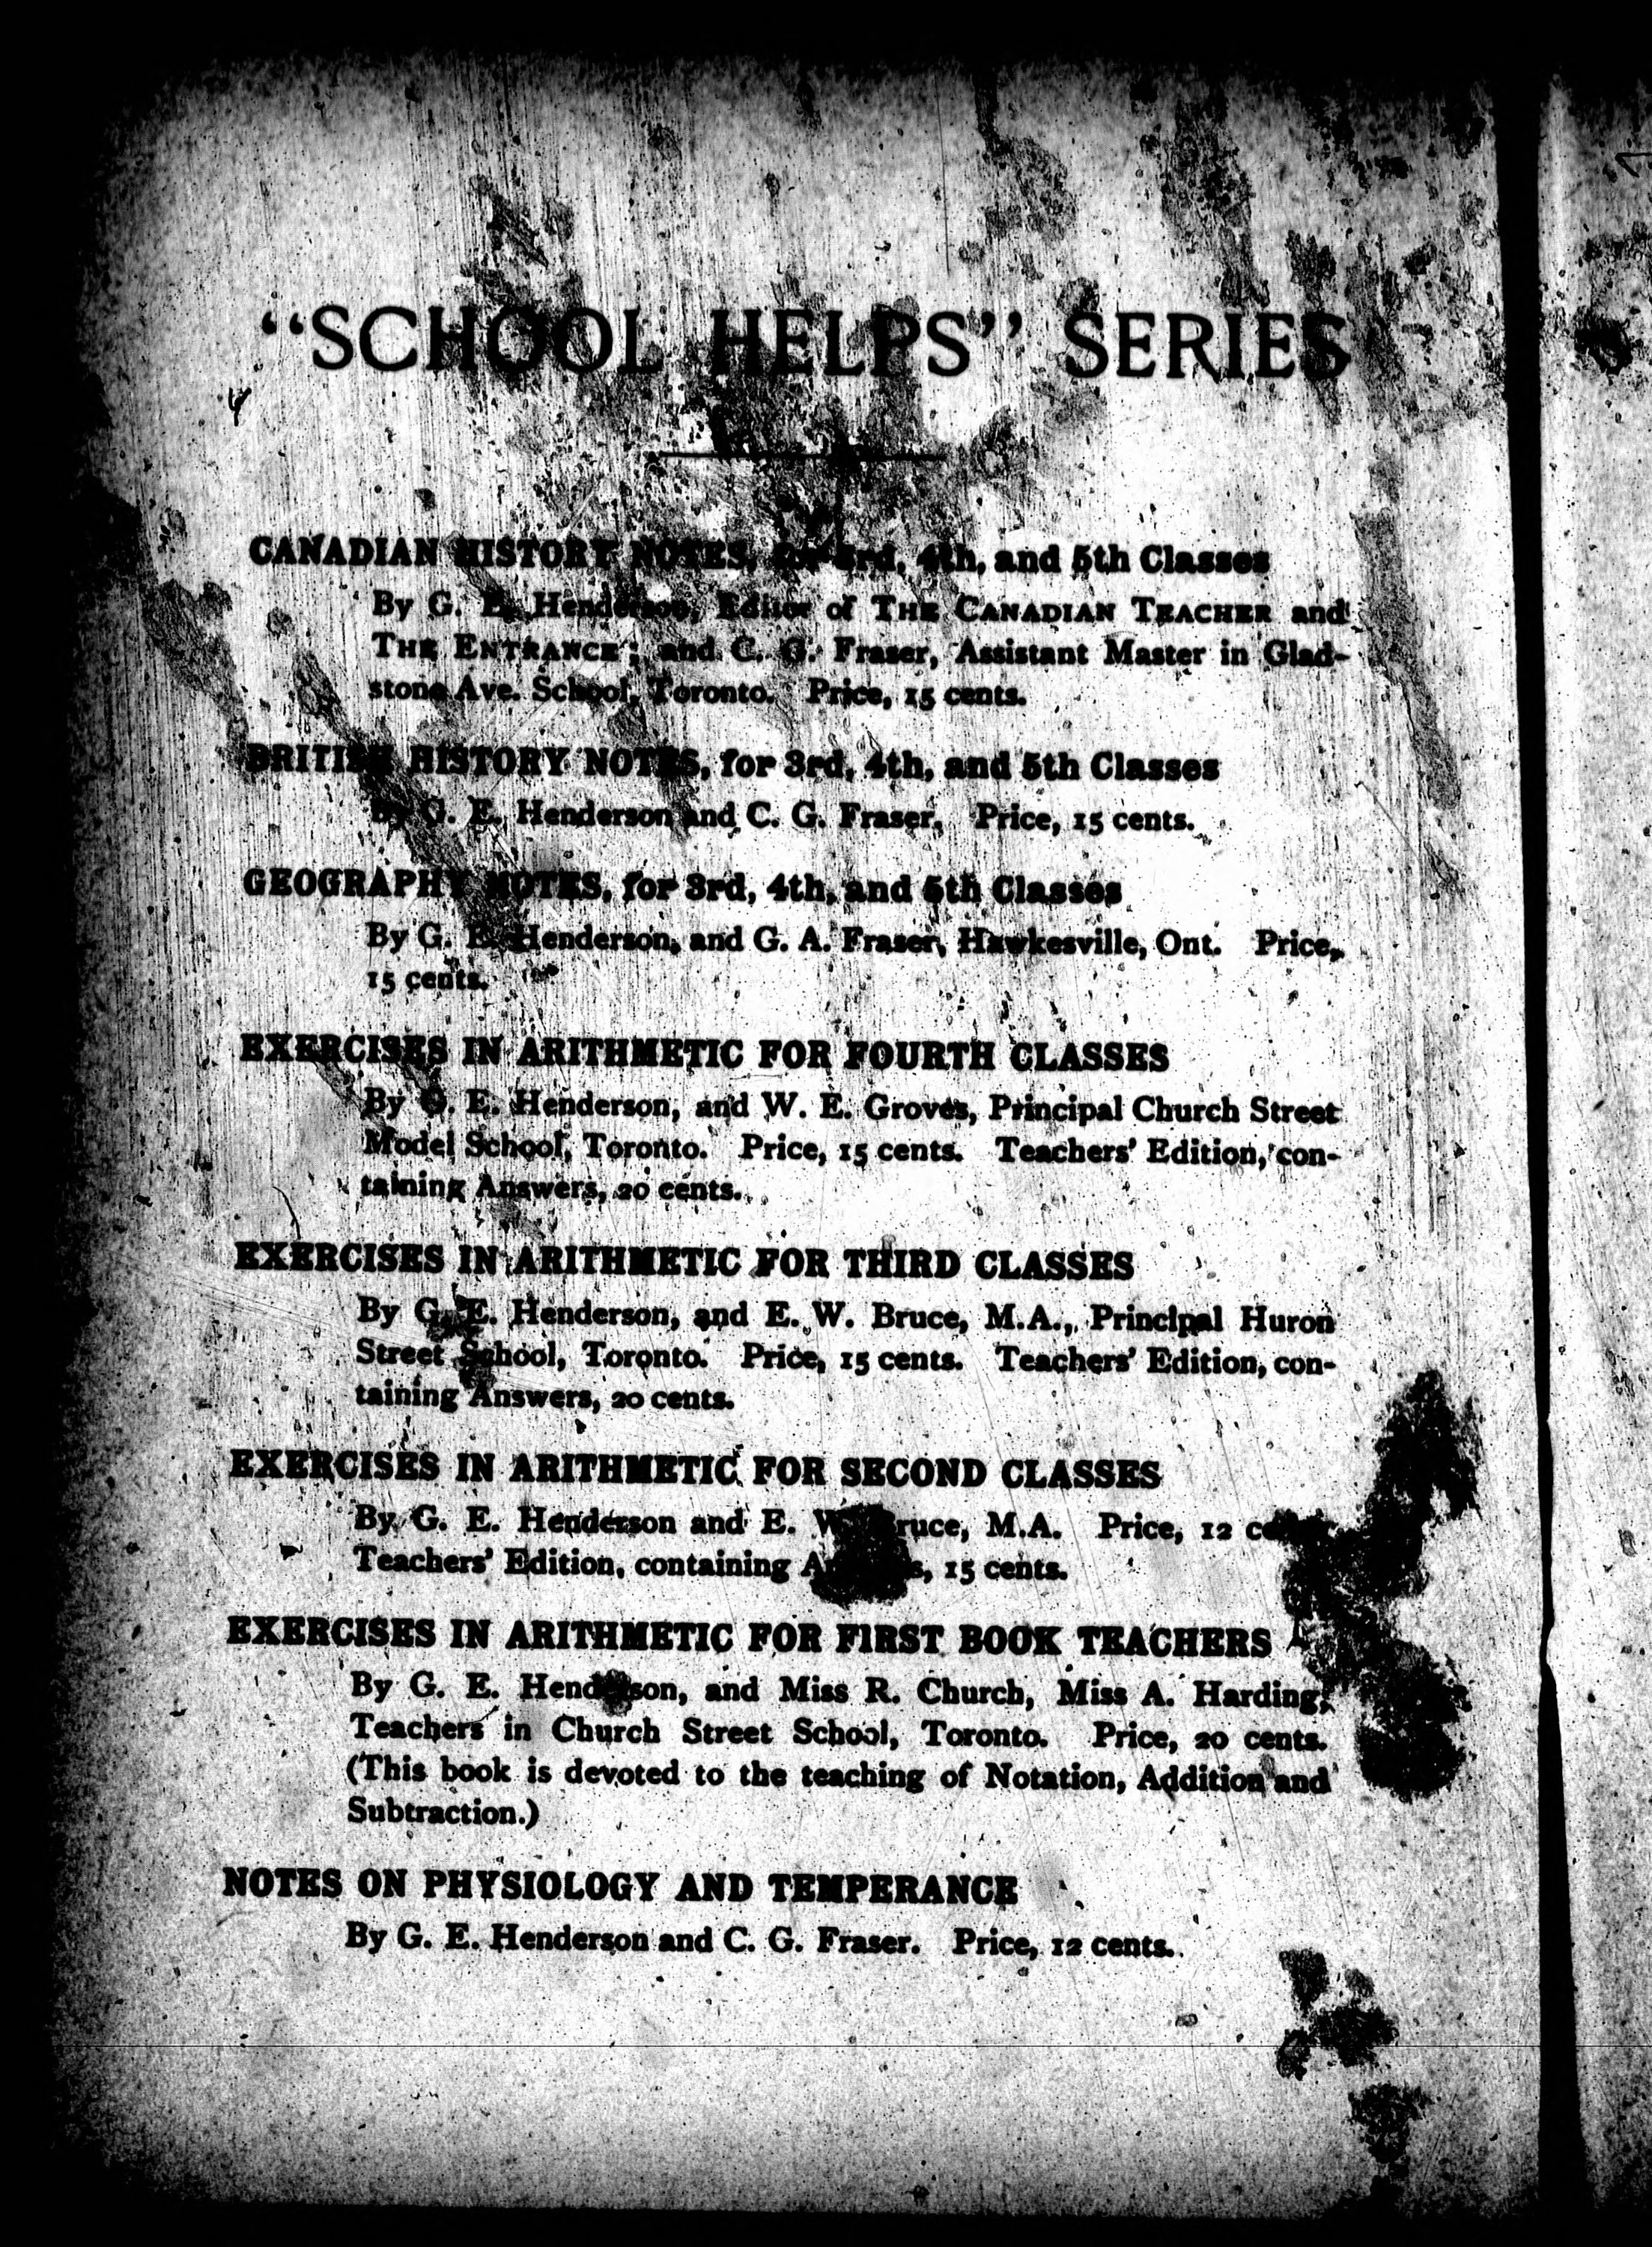 “SCHOOL HELPS” SERIES
CANADIAN HISTORY NOTES, for 3rd, 4th, and 5th Classes
By G. E. Henderson, Editor of THE CANADIAN TEACHER and
THE ENTRANCE; and C. G. Fraser, Assistant Master in Glad-
stone Ave. School, Toronto. Price, 15 cents.
BRITISH HISTORY NOTES, for 3rd, 4th, and 5th Classes
By G. E. Henderson and C. G. Fraser. Price, 15 cents.
GEOGRAPHY NOTES, for 3rd, 4th, and 5th Classes
By G. E. Henderson, and G. A. Fraser, Hawkesville, Ont. Price,
15 cents.
EXERCISES IN ARITHMETIC FOR FOURTH CLASSES
By G. E. Henderson, and W. E. Groves, Principal Church Street
Model School, Toronto. Price, 15 cents. Teachers’ Edition, con-
taining Answers, 20 cents.
EXERCISES IN ARITHMETIC FOR THIRD CLASSES
By G. E. Henderson, and E. W. Bruce, M.A., Principal Huron
Street School, Toronto. Price, 15 cents. Teachers’ Edition, con-
taining Answers, 20 cents.
EXERCISES IN ARITHMETIC FOR SECOND CLASSES
By G. E. Henderson and E. W. Bruce, M.A. Price, 12
Teachers’ Edition, containing 15 cents.
EXERCISES IN ARITHMETIC FOR FIRST BOOK TEACHERS
By G. E. Henderson, and Miss R. Church, Miss A. Harding,
Teachers in Church Street School, Toronto. Price, 20 cents.
(This book is devoted to the teaching of Notation, Addition and
Subtraction.)
NOTES ON PHYSIOLOGY AND TEMPERANCE
By G. E. Henderson and C. G. Fraser. Price, 12 cents.